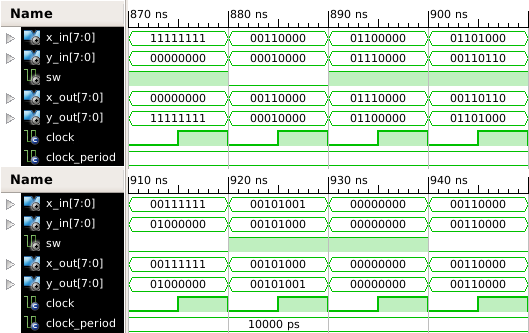 Name 870 ns 880 ns 890 ns 900 ns
x_in[7:0] 11111111 00110000 01100000 01101000
y_in[7:0] 00000000 00010000 01110000 00110110
sw
x_out[7:0] 00000000 00110000 01110000 00110110
y_out[7:0] 11111111 00010000 01100000 01101000
clock
clock_period
Name 910 ns 920 ns 930 ns 940 ns
x_in[7:0] 00111111 00101001 00000000 00110000
y_in[7:0] 01000000 00101000 00000000 00110000
sw
x_out[7:0] 00111111 00101000 00000000 00110000
y_out[7:0] 01000000 00101001 00000000 00110000
clock
clock_period 10000 ps